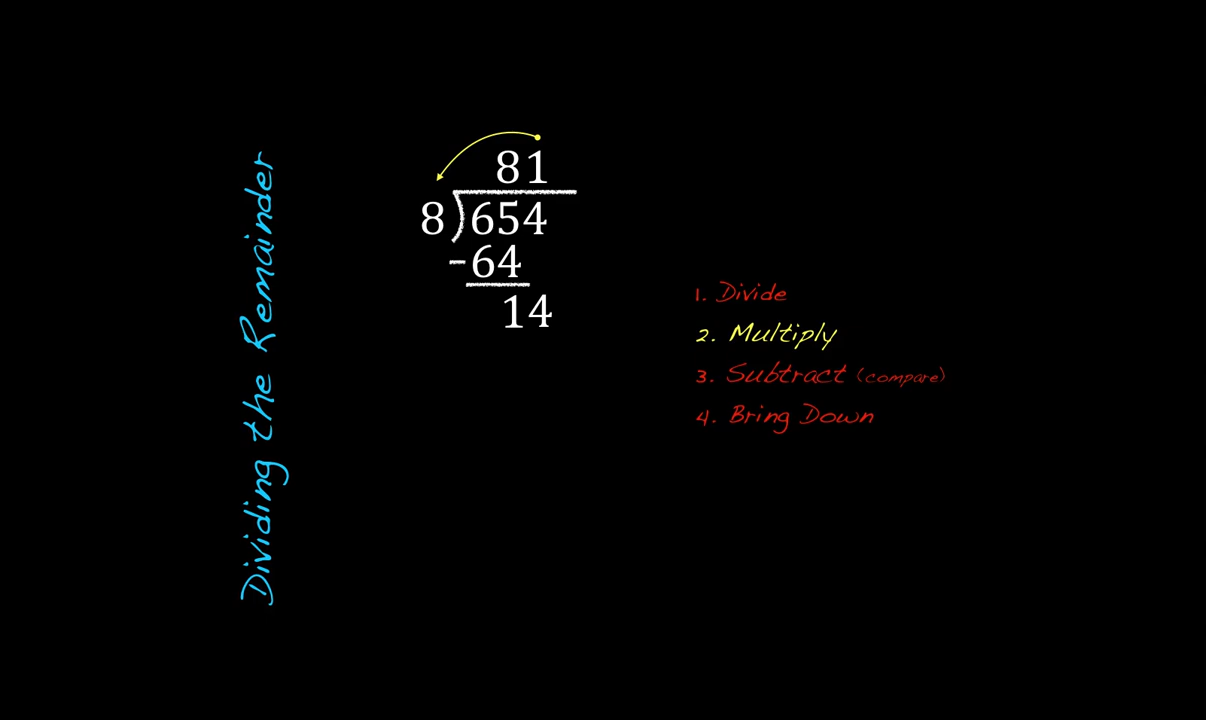 Dividing the Remainder
81
8)654
-64
14
1. Divide
2. Multiply
3. Subtract (compare)
4. Bring Down